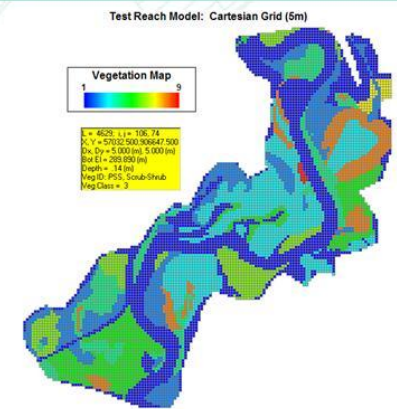 Test Reach Model: Cartesian Grid (5m)
Vegetation Map
1 9
L = 4629; i,j = 106, 74
X, Y = 57032.500,906647.500
Dx, Dy = 5.000 (m), 5.000 (m)
Bot El = 289.890 (m)
Depth = .14 (m)
Veg ID: PSS, Scrub-Shrub
Veg Class = 3